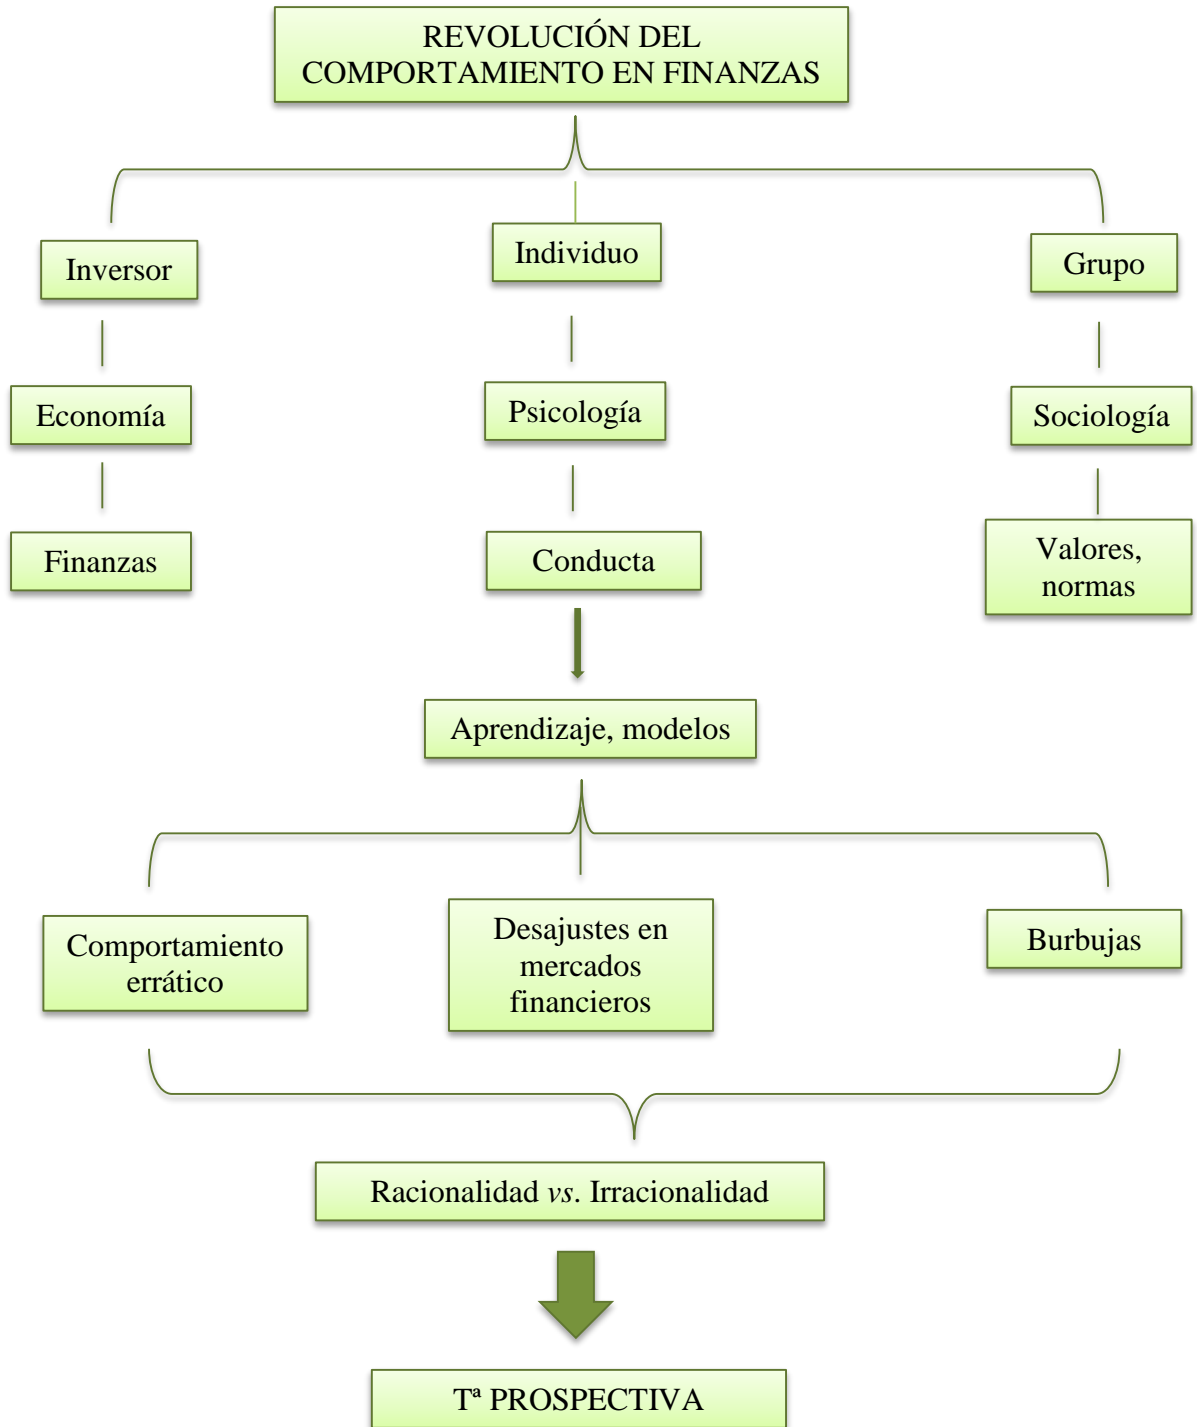 REVOLUCIÓN DEL
COMPORTAMIENTO EN FINANZAS
Inversor
Individuo
Grupo
Economía
Psicología
Sociología
Finanzas
Conducta
Valores,
normas
Aprendizaje, modelos
Comportamiento
errático
Desajustes en
mercados
financieros
Burbujas
Racionalidad vs. Irracionalidad
Tª PROSPECTIVA